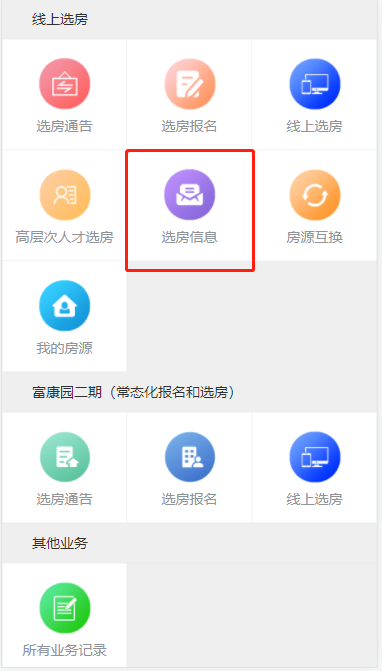 线上选房
选房通告
选房报名
线上选房
高层次人才选房
选房信息
房源互换
我的房源
富康园二期（常态化报名和选房）
选房通告
选房报名
线上选房
其他业务
所有业务记录